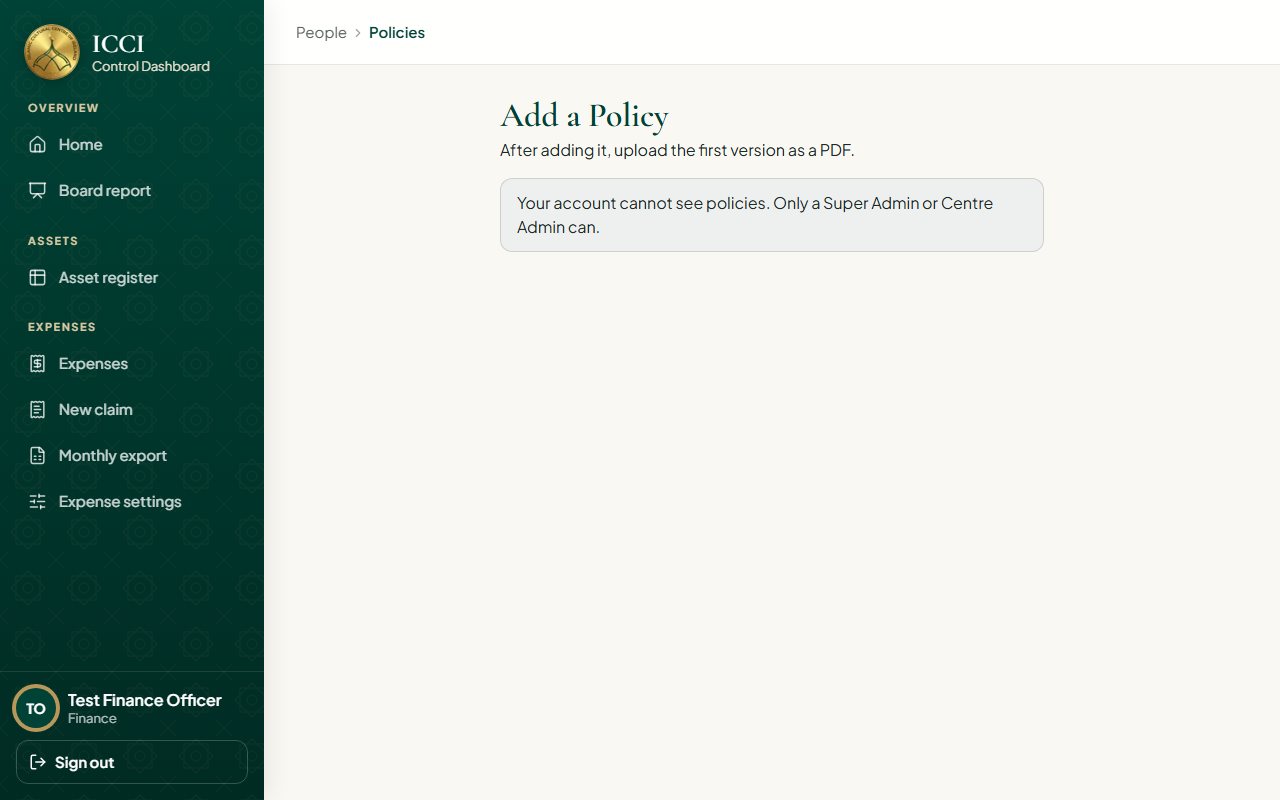 ICCI
Control Dashboard
OVERVIEW
Home
Board report
ASSETS
Asset register
EXPENSES
Expenses
New claim
Monthly export
Expense settings
TO
Test Finance Officer
Finance
Sign out
People > Policies
Add a Policy
After adding it, upload the first version as a PDF.
Your account cannot see policies. Only a Super Admin or Centre
Admin can.